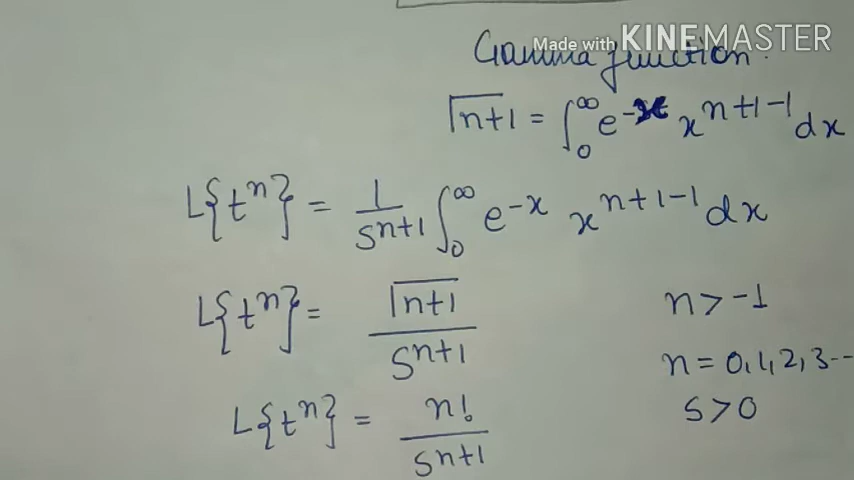 Made with KINEMASTER
Gamma function.
Γn+1 = ∫₀^∞ e^-x x^n+1-1 dx
L{t^n} = 1/s^n+1 ∫₀^∞ e^-x x^n+1-1 dx
L{t^n} = Γn+1/s^n+1 n > -1
n = 0,1,2,3--
L{t^n} = n!/s^n+1 s > 0